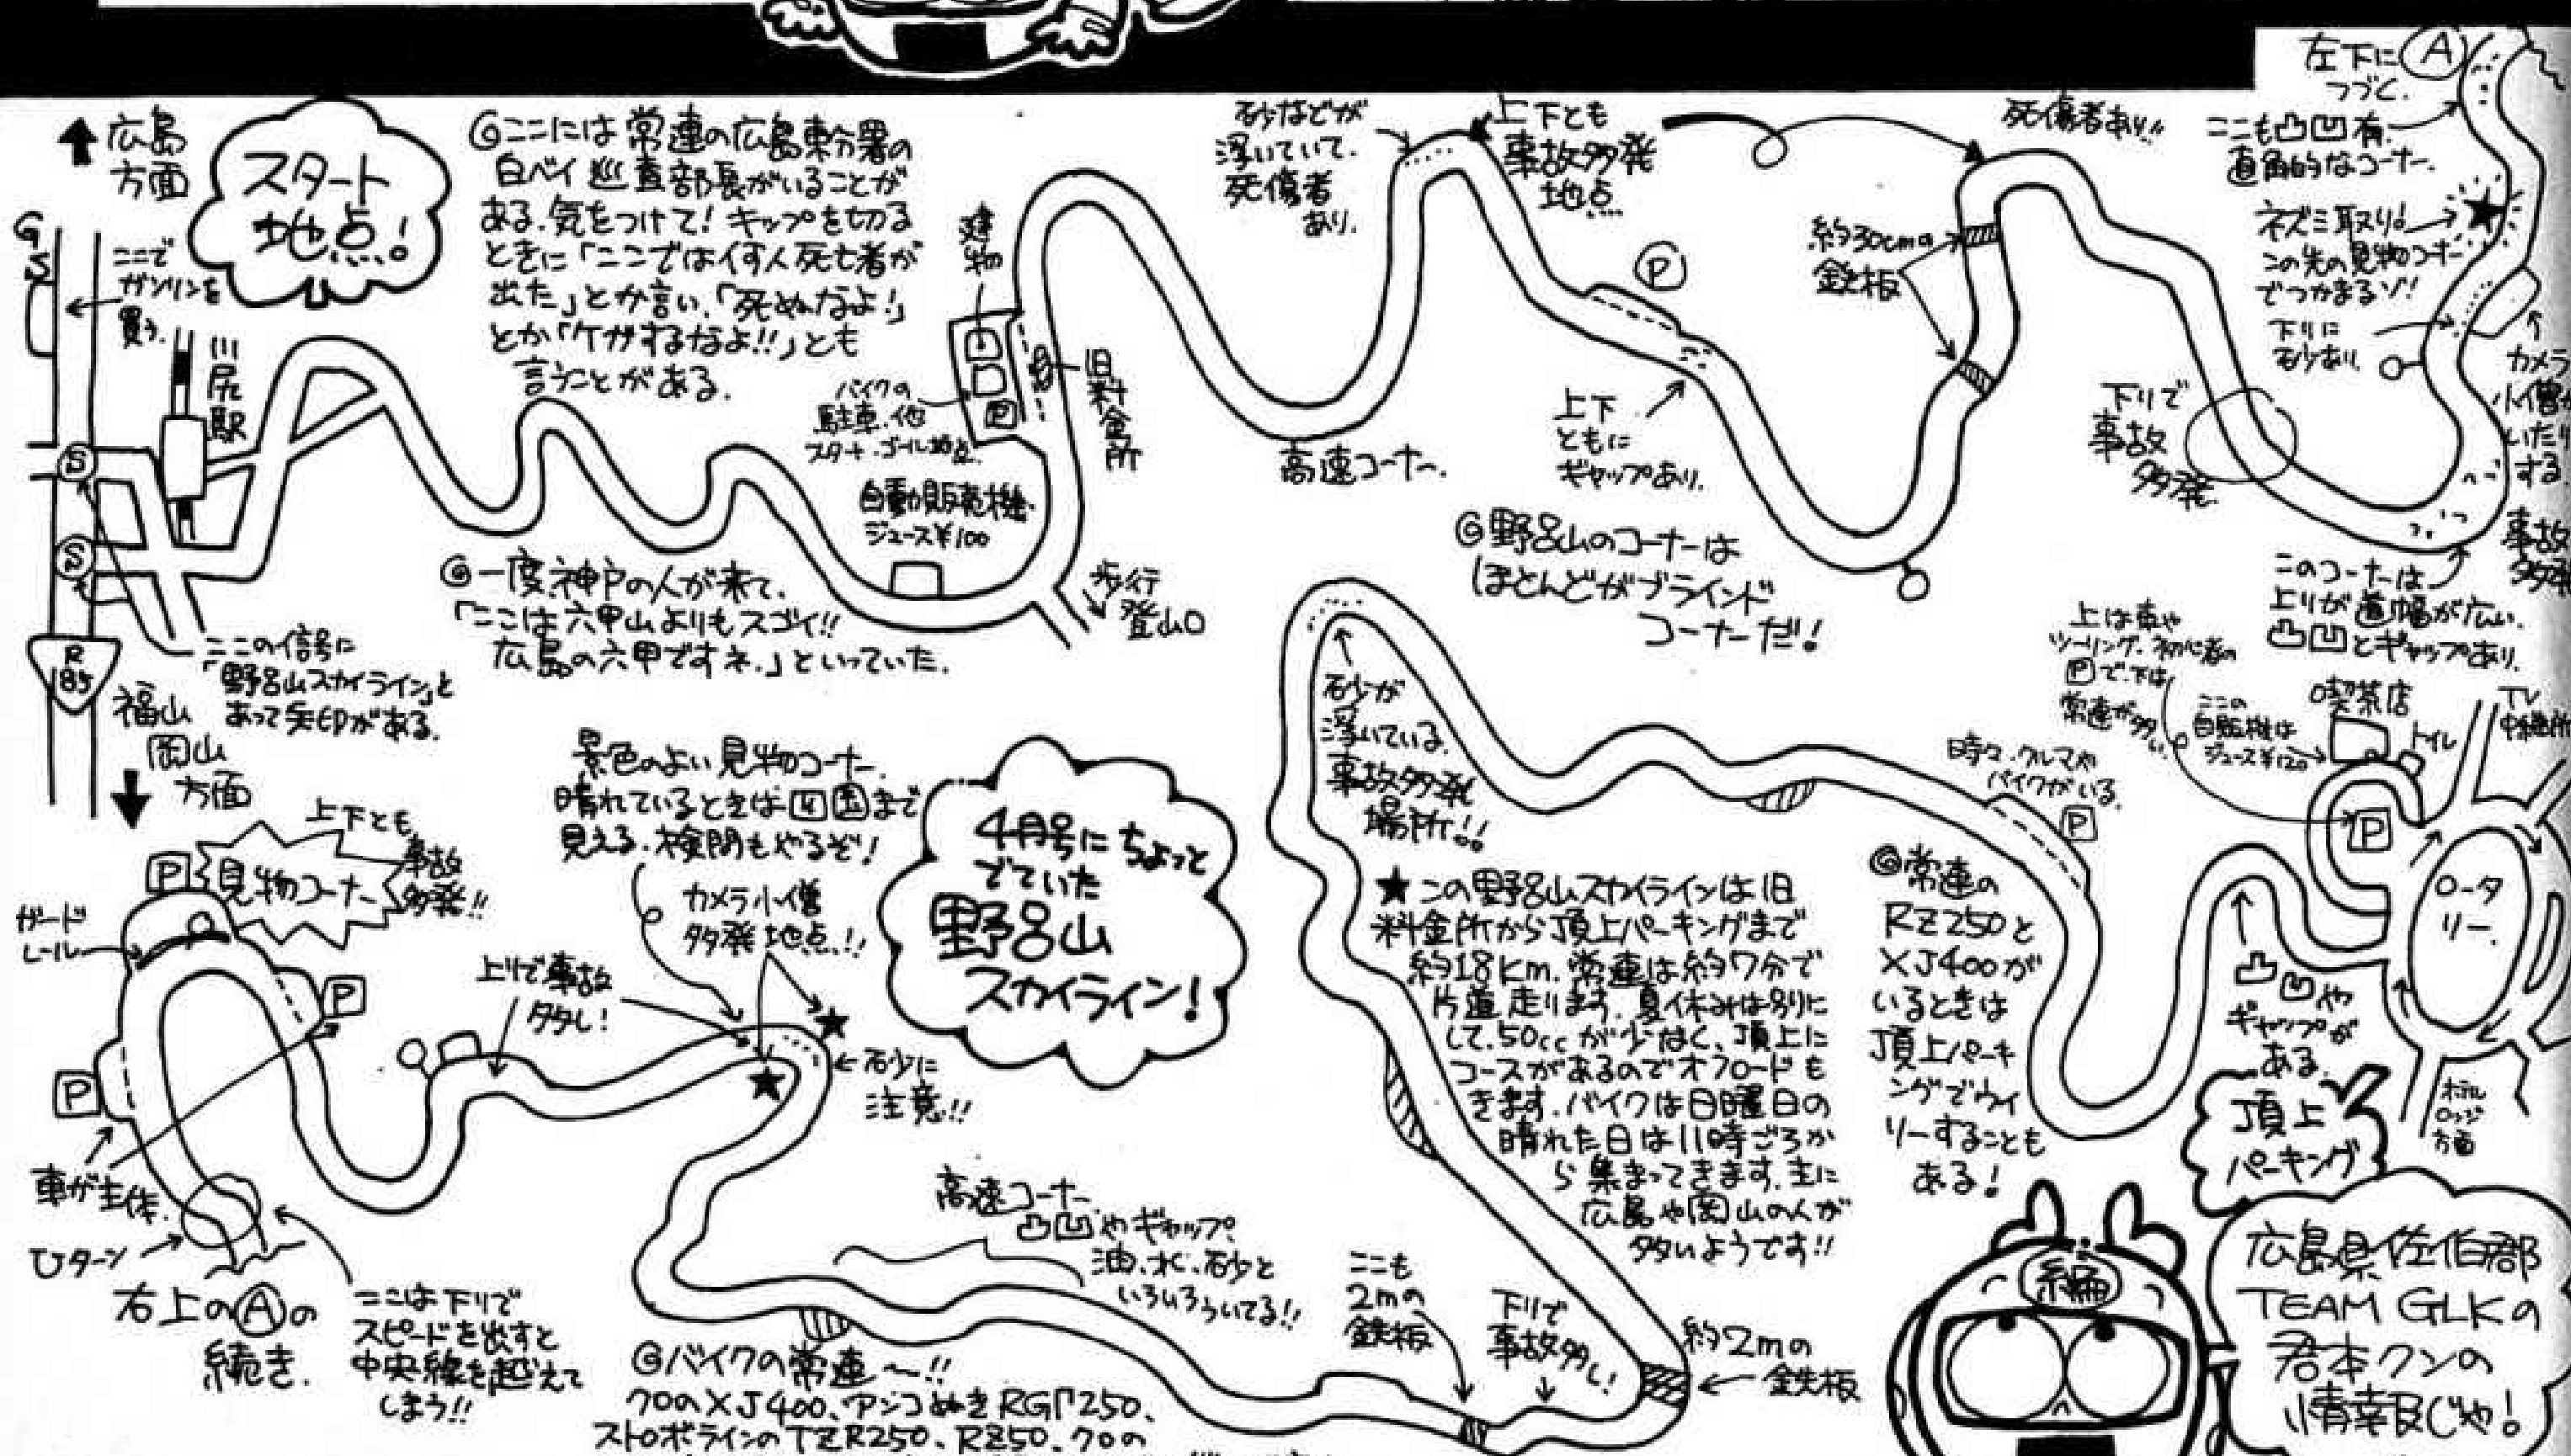 ↑広島
方面
スタート
地点!
GS
ここで
ガソリンを
買う.
川尻駅
◎ここには常連の広島東分署の
白バイ巡査部長がいることが
ある.気をつけて!キップを切る
ときに「ここでは
死亡者が
出た」とか言い,「死ぬなよ!」
とか「ケガするなよ!!」とも
言うことがある.
建物
バイクの
駐車.他
スタート.ゴール地点.
P
旧料金所
自動販売機.
ジュース¥100
歩行
登山口
S
S
R
185
ここの信号に
「野呂山スカイライン」と
あって矢印がある.
福山
岡山
方面
◎一度.神戸の人が来て.
「ここは六甲山よりもスゴイ!!
広島の六甲ですネ.」といっていた.
砂などが
浮いていて.
死傷者
あり.
上下とも
事故多発
地点
高速コーナー.
P
上下
ともに
ギャップあり.
死傷者あり!!
約30cmの
鉄板
◎野呂山のコーナーは
ほとんどがブラインド
コーナーだ!
下りで
事故
多発.
左下に Ⓐ
つづく.
ここも凸凹有.
直角的なコーナー.
ネズミ取り!
この先の見物コーナー
でつかまるゾ!
下りに
砂あり.
カメラ
小僧が
いたり
する.
事故
多発
このコーナーは
上りが道幅が広い.
凸凹とギャップあり.
上は車や
ツーリング.初心者の
Pで.下は
常連が多い.
喫茶店
ここの
自販機は
ジュース¥120
トイレ
TV
中継所
P
ロータリー.
時々.クルマや
バイクがいる.
P
凸凹や
ギャップが
ある.
頂上
パーキング
ホテル
ロッジ
方面
砂が
浮いている.
事故多発
場所!!
★この野呂山スカイラインは旧
料金所から頂上パーキングまで
約18km.常連は約7分で
片道走ります.夏休みは別に
して.50ccが少なく、頂上に
コースがあるのでオフロードも
きます.バイクは日曜日の
晴れた日は11時ごろか
ら集まってきます.主に
広島や岡山の人が
多いようです!!
◎常連の
RZ250と
XJ400が
いるときは
頂上パーキ
ングでウイ
リーすることも
ある!
4月号にちょっと
でていた
野呂山
スカイライン!
景色のよい見物コーナー.
晴れているときは四国まで
見える.検問もやるぞ!
カメラ小僧
多発地点!!
上りで事故
多し!
砂に
注意!!
上下とも
事故
多発!!
P
見物コーナー
ガード
レール
P
P
車が主体.
Uターン
右上のⒶの
続き.
ここは下りで
スピードを出すと
中央線を越えて
しまう!!
高速コーナー.
凸凹やギャップ.
油、水、砂と
いろいろういてる!!
ここも
2mの
鉄板
下りで
事故多し!
約2mの
鉄板
◎バイクの常連〜!!
クロのXJ400、アンコぬきRGΓ250、
ストロボラインのTZR250、RZ50、クロの
編
広島県佐伯郡
TEAM GLKの
君本クンの
情報じゃ!